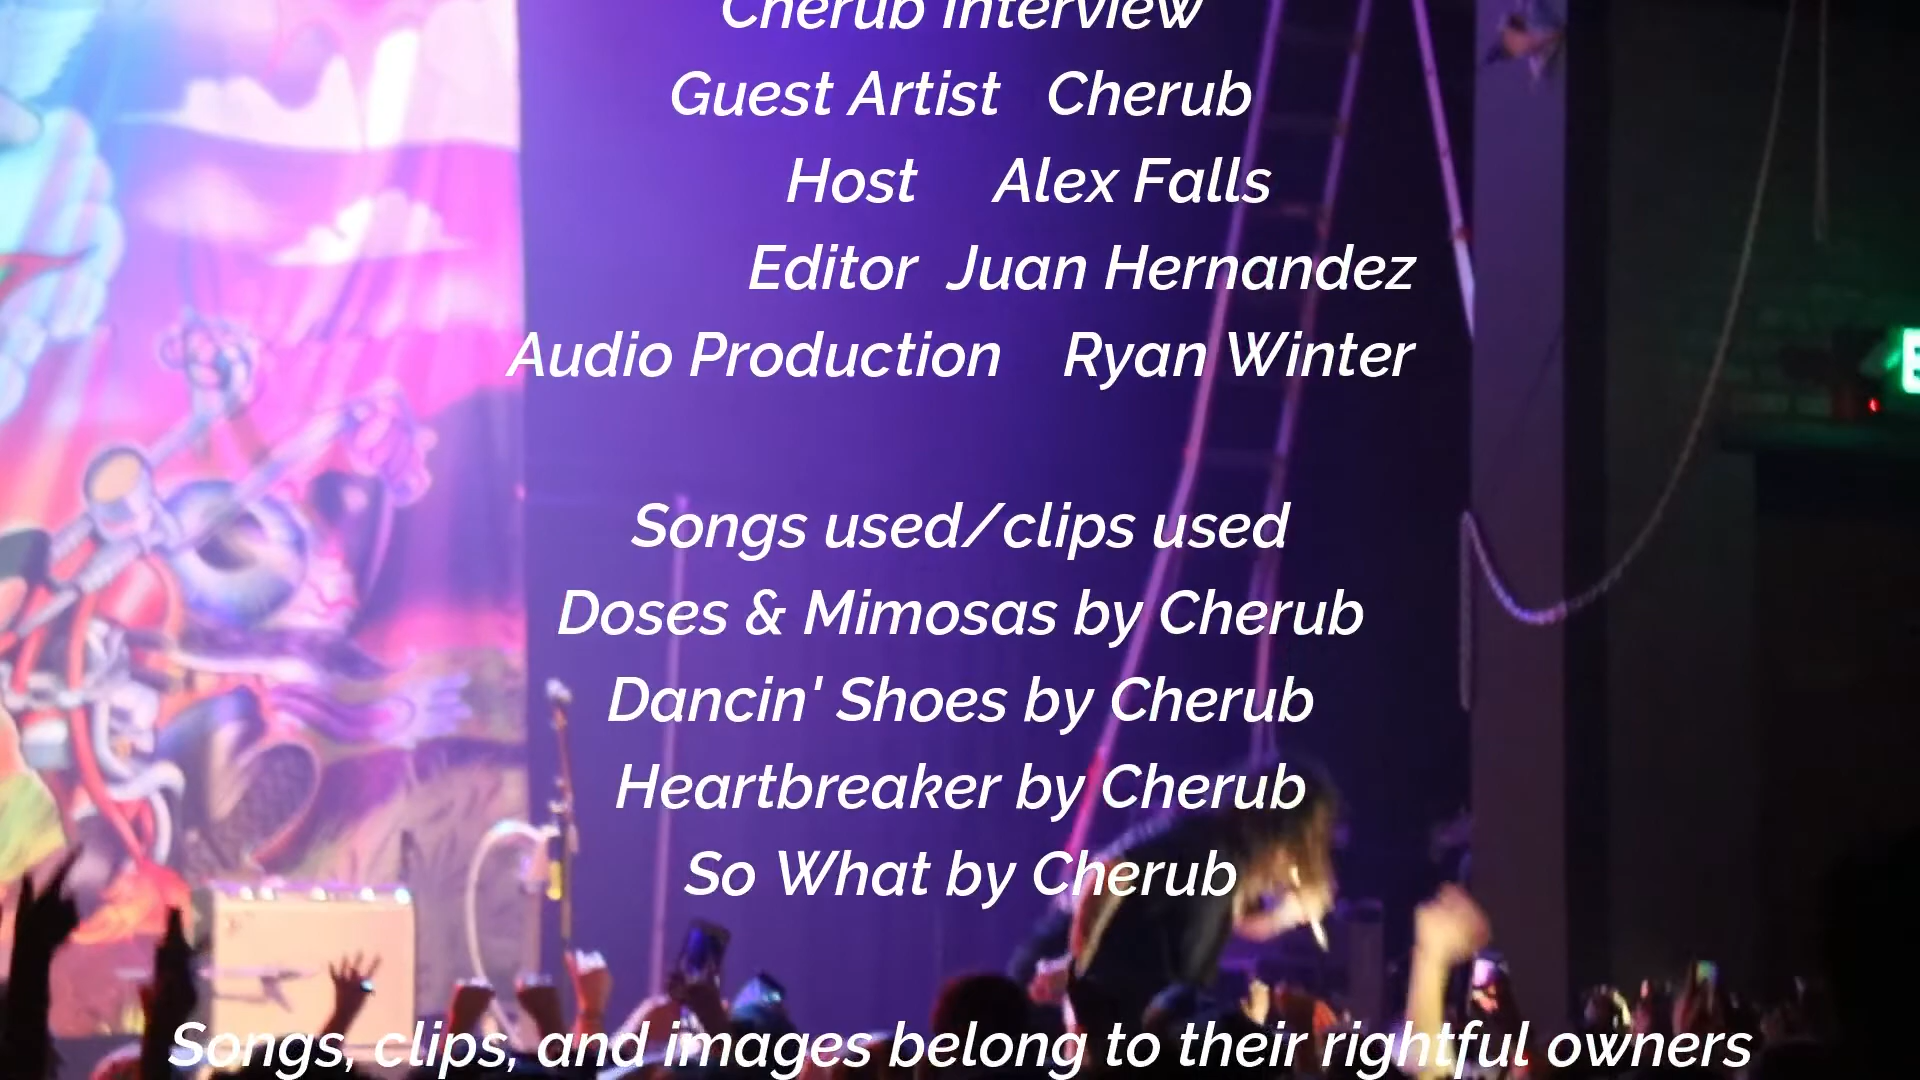 Cherub Interview
Guest Artist Cherub
Host Alex Falls
Editor Juan Hernandez
Audio Production Ryan Winter
Songs used/clips used
Doses & Mimosas by Cherub
Dancin' Shoes by Cherub
Heartbreaker by Cherub
So What by Cherub
Songs, clips, and images belong to their rightful owners